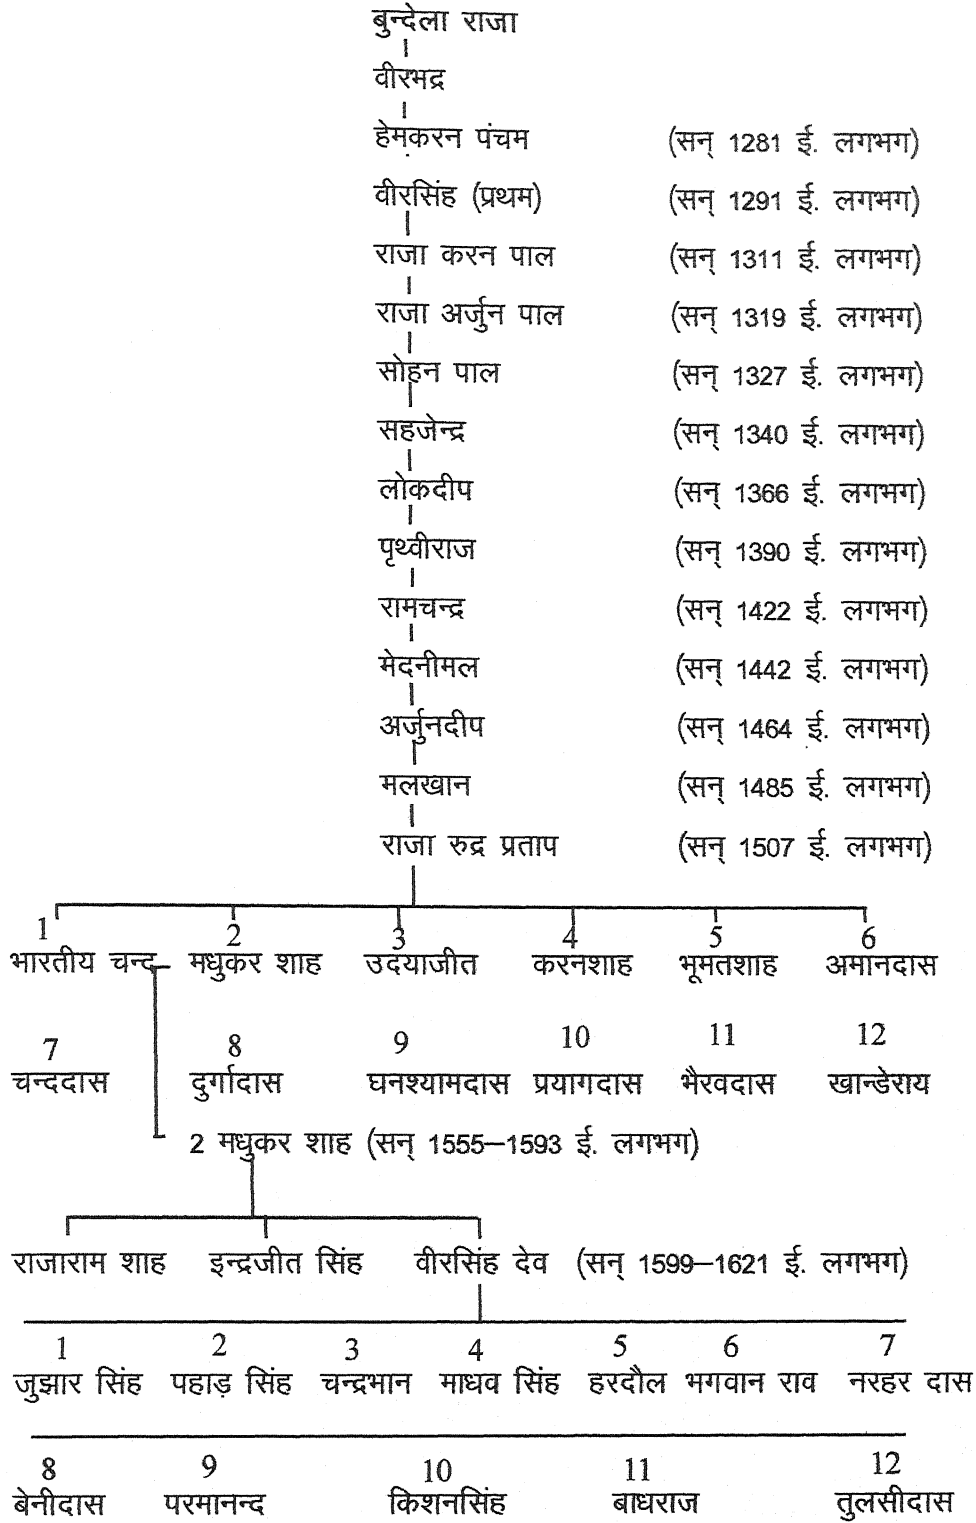 बुन्देला राजा
वीरभद्र
हेमकरन पंचम (सन् 1281 ई. लगभग)
वीरसिंह (प्रथम) (सन् 1291 ई. लगभग)
राजा करन पाल (सन् 1311 ई. लगभग)
राजा अर्जुन पाल (सन् 1319 ई. लगभग)
सोहन पाल (सन् 1327 ई. लगभग)
सहजेन्द्र (सन् 1340 ई. लगभग)
लोकदीप (सन् 1366 ई. लगभग)
पृथ्वीराज (सन् 1390 ई. लगभग)
रामचन्द्र (सन् 1422 ई. लगभग)
मेदनीमल (सन् 1442 ई. लगभग)
अर्जुनदीप (सन् 1464 ई. लगभग)
मलखान (सन् 1485 ई. लगभग)
राजा रुद्र प्रताप (सन् 1507 ई. लगभग)
1 2 3 4 5 6
भारतीय चन्द मधुकर शाह उदयाजीत करनशाह भूमतशाह अमानदास
7 8 9 10 11 12
चन्ददास दुर्गादास घनश्यामदास प्रयागदास भैरवदास खान्डेराय
2 मधुकर शाह (सन् 1555–1593 ई. लगभग)
राजाराम शाह इन्द्रजीत सिंह वीरसिंह देव (सन् 1599–1621 ई. लगभग)
1 2 3 4 5 6 7
जुझार सिंह पहाड़ सिंह चन्द्रभान माधव सिंह हरदौल भगवान राव नरहर दास
8 9 10 11 12
बेनीदास परमानन्द किशनसिंह बाधराज तुलसीदास